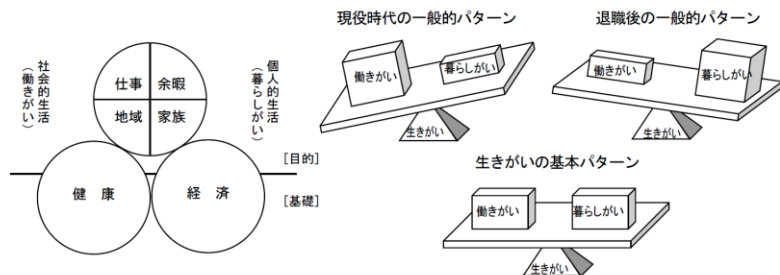 社会的生活
（働きがい）
仕事
余暇
地域
家族
個人的生活
（暮らしがい）
［目的］
［基礎］
健　康
経　済
現役時代の一般的パターン
働きがい
暮らしがい
生きがい
退職後の一般的パターン
働きがい
暮らしがい
生きがい
生きがいの基本パターン
働きがい
暮らしがい
生きがい